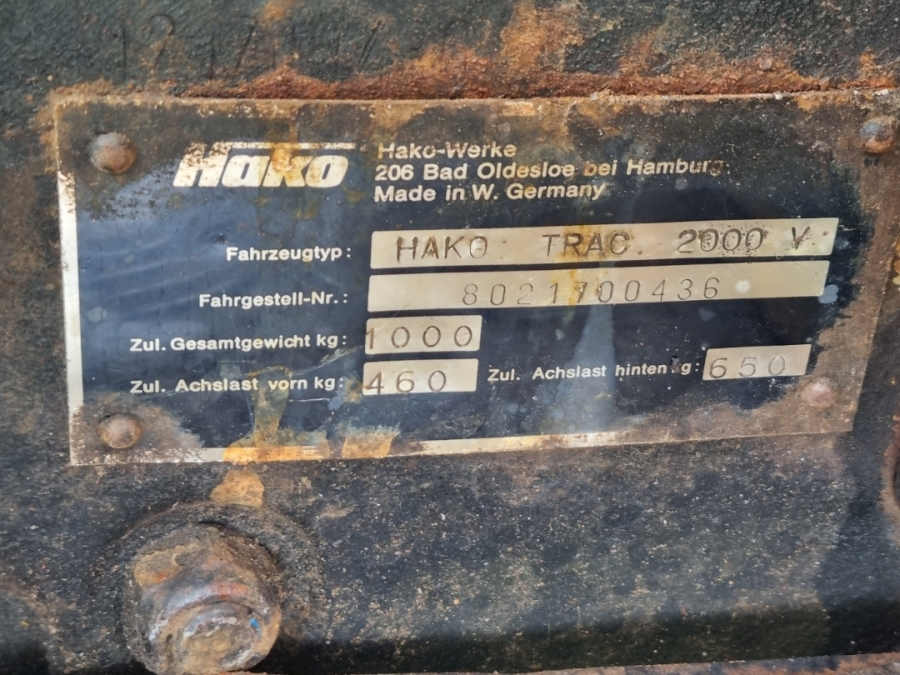 Hako
Hako-Werke
206 Bad Oldesloe bei Hamburg
Made in W. Germany
Fahrzeugtyp: HAKO TRAC. 2000 V.
Fahrgestell-Nr.: 8021700436
Zul. Gesamtgewicht kg: 1000
Zul. Achslast vorn kg: 460 Zul. Achslast hinten kg: 650